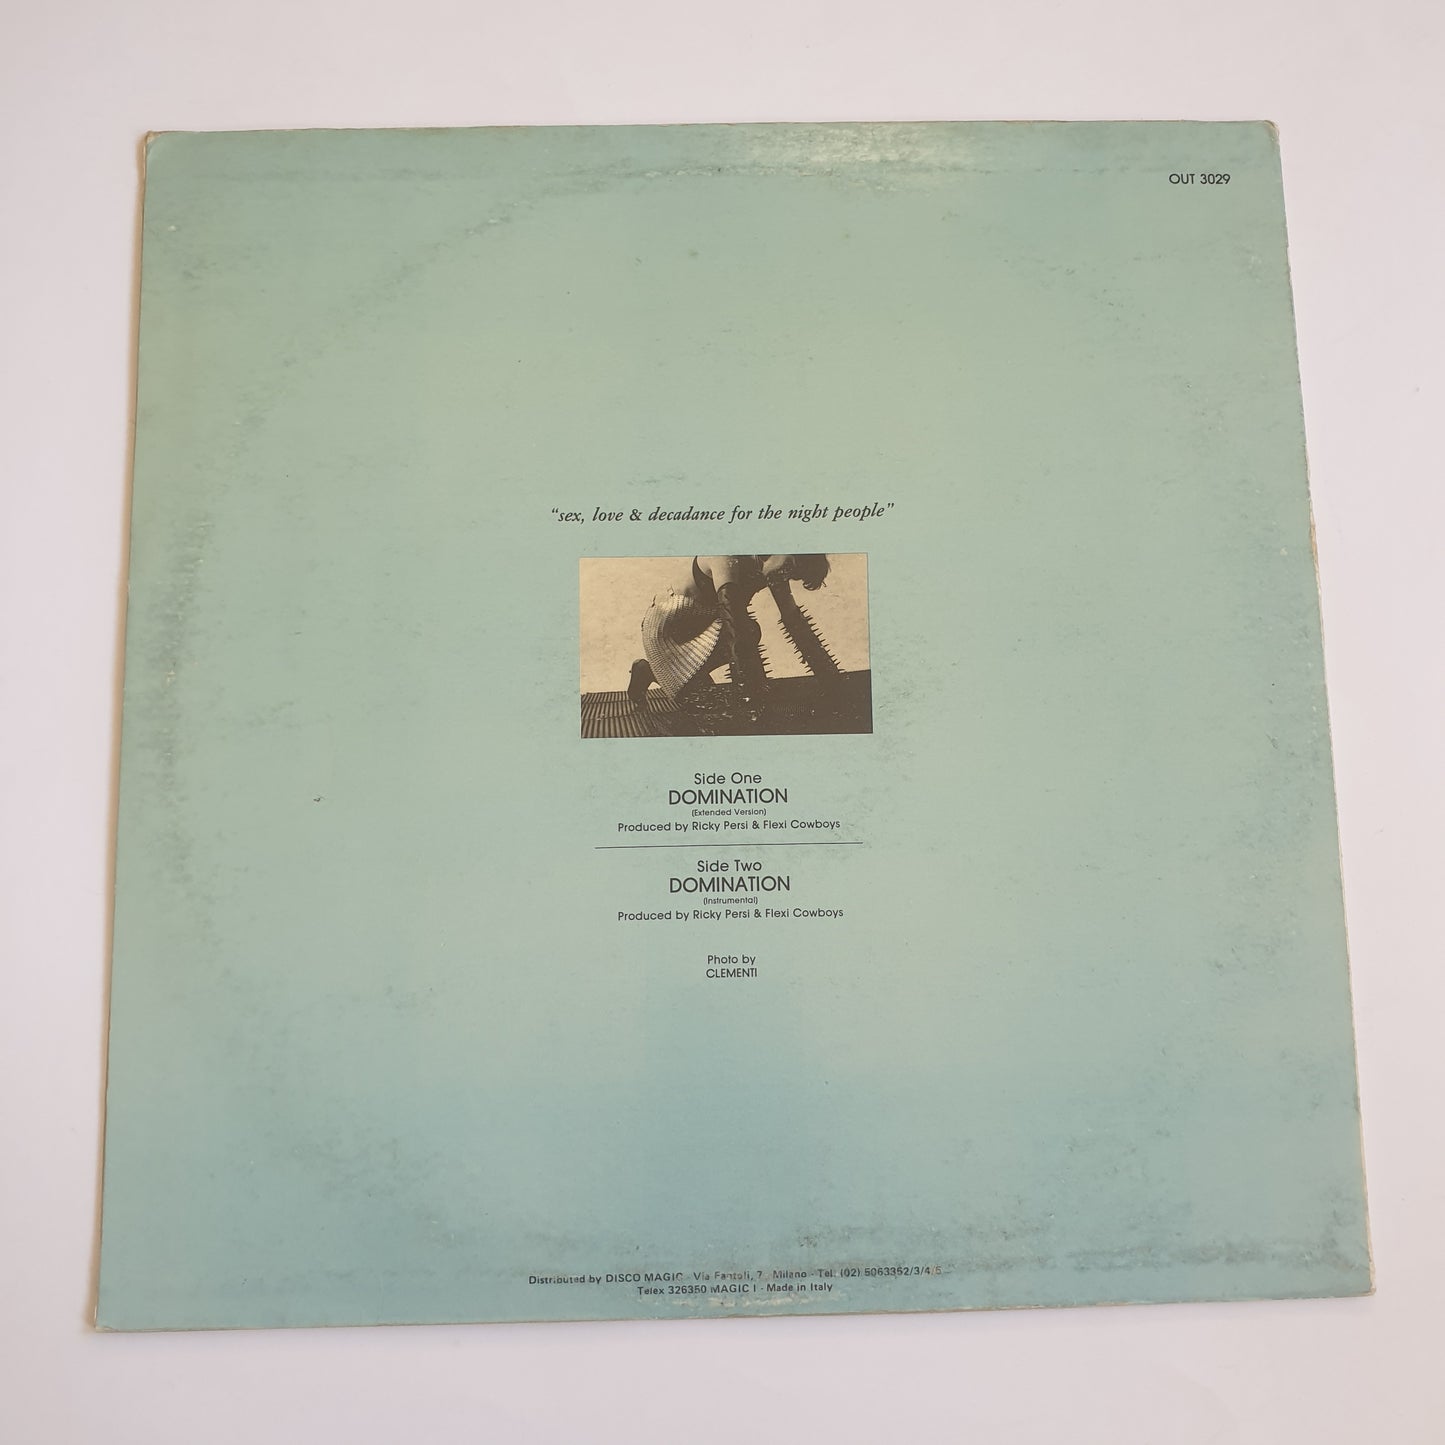 OUT 3029
“sex, love & decadance for the night people”
Side One
DOMINATION
(Extended Version)
Produced by Ricky Persi & Flexi Cowboys
Side Two
DOMINATION
(Instrumental)
Produced by Ricky Persi & Flexi Cowboys
Photo by
CLEMENTI
Distributed by DISCO MAGIC - Via Fantoli, 7 - Milano - Tel. (02) 5063352/3/4/5
Telex 326350 MAGIC I - Made in Italy